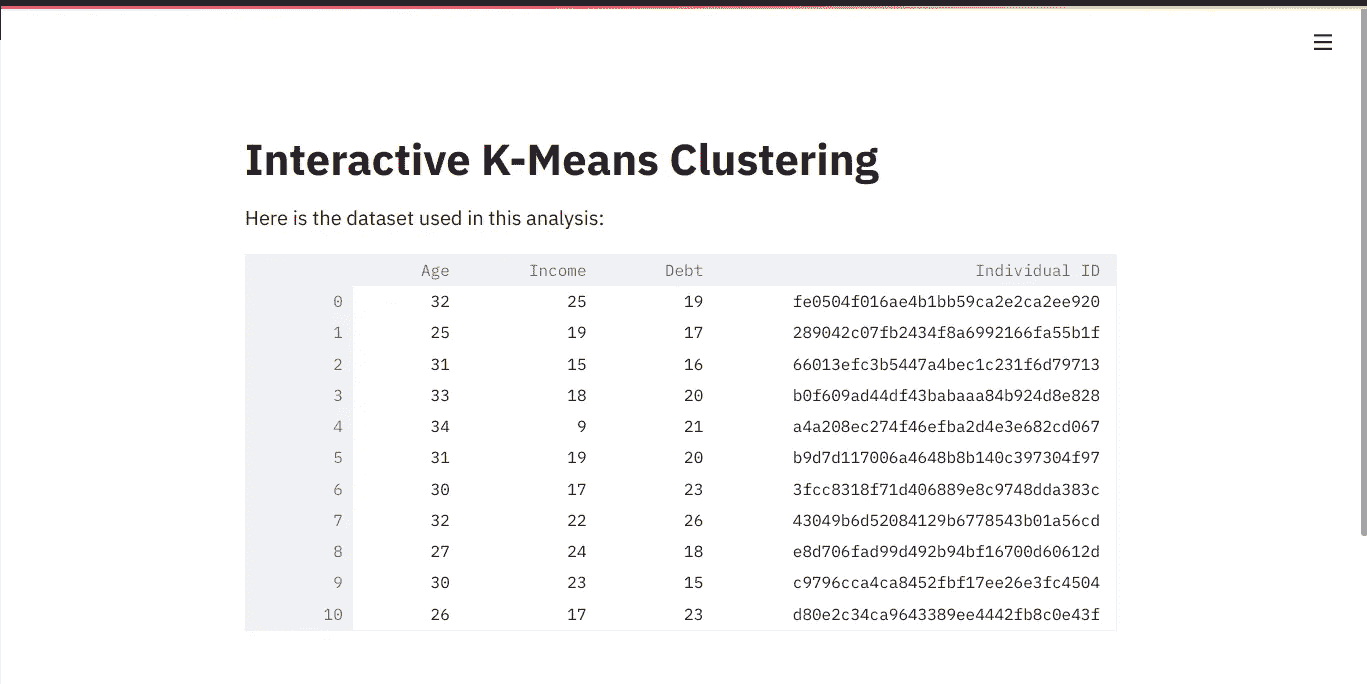 Interactive K-Means Clustering
Here is the dataset used in this analysis:
Age Income Debt Individual ID
0 32 25 19 fe0504f016ae4b1bb59ca2e2ca2ee920
1 25 19 17 289042c07fb2434f8a6992166fa55b1f
2 31 15 16 66013efc3b5447a4bec1c231f6d79713
3 33 18 20 b0f609ad44df43babaaa84b924d8e828
4 34 9 21 a4a208ec274f46efba2d4e3e682cd067
5 31 19 20 b9d7d117006a4648b8b140c397304f97
6 30 17 23 3fcc8318f71d406889e8c9748dda383c
7 32 22 26 43049b6d52084129b6778543b01a56cd
8 27 24 18 e8d706fad99d492b94bf16700d60612d
9 30 23 15 c9796cca4ca8452fbf17ee26e3fc4504
10 26 17 23 d80e2c34ca9643389ee4442fb8c0e43f